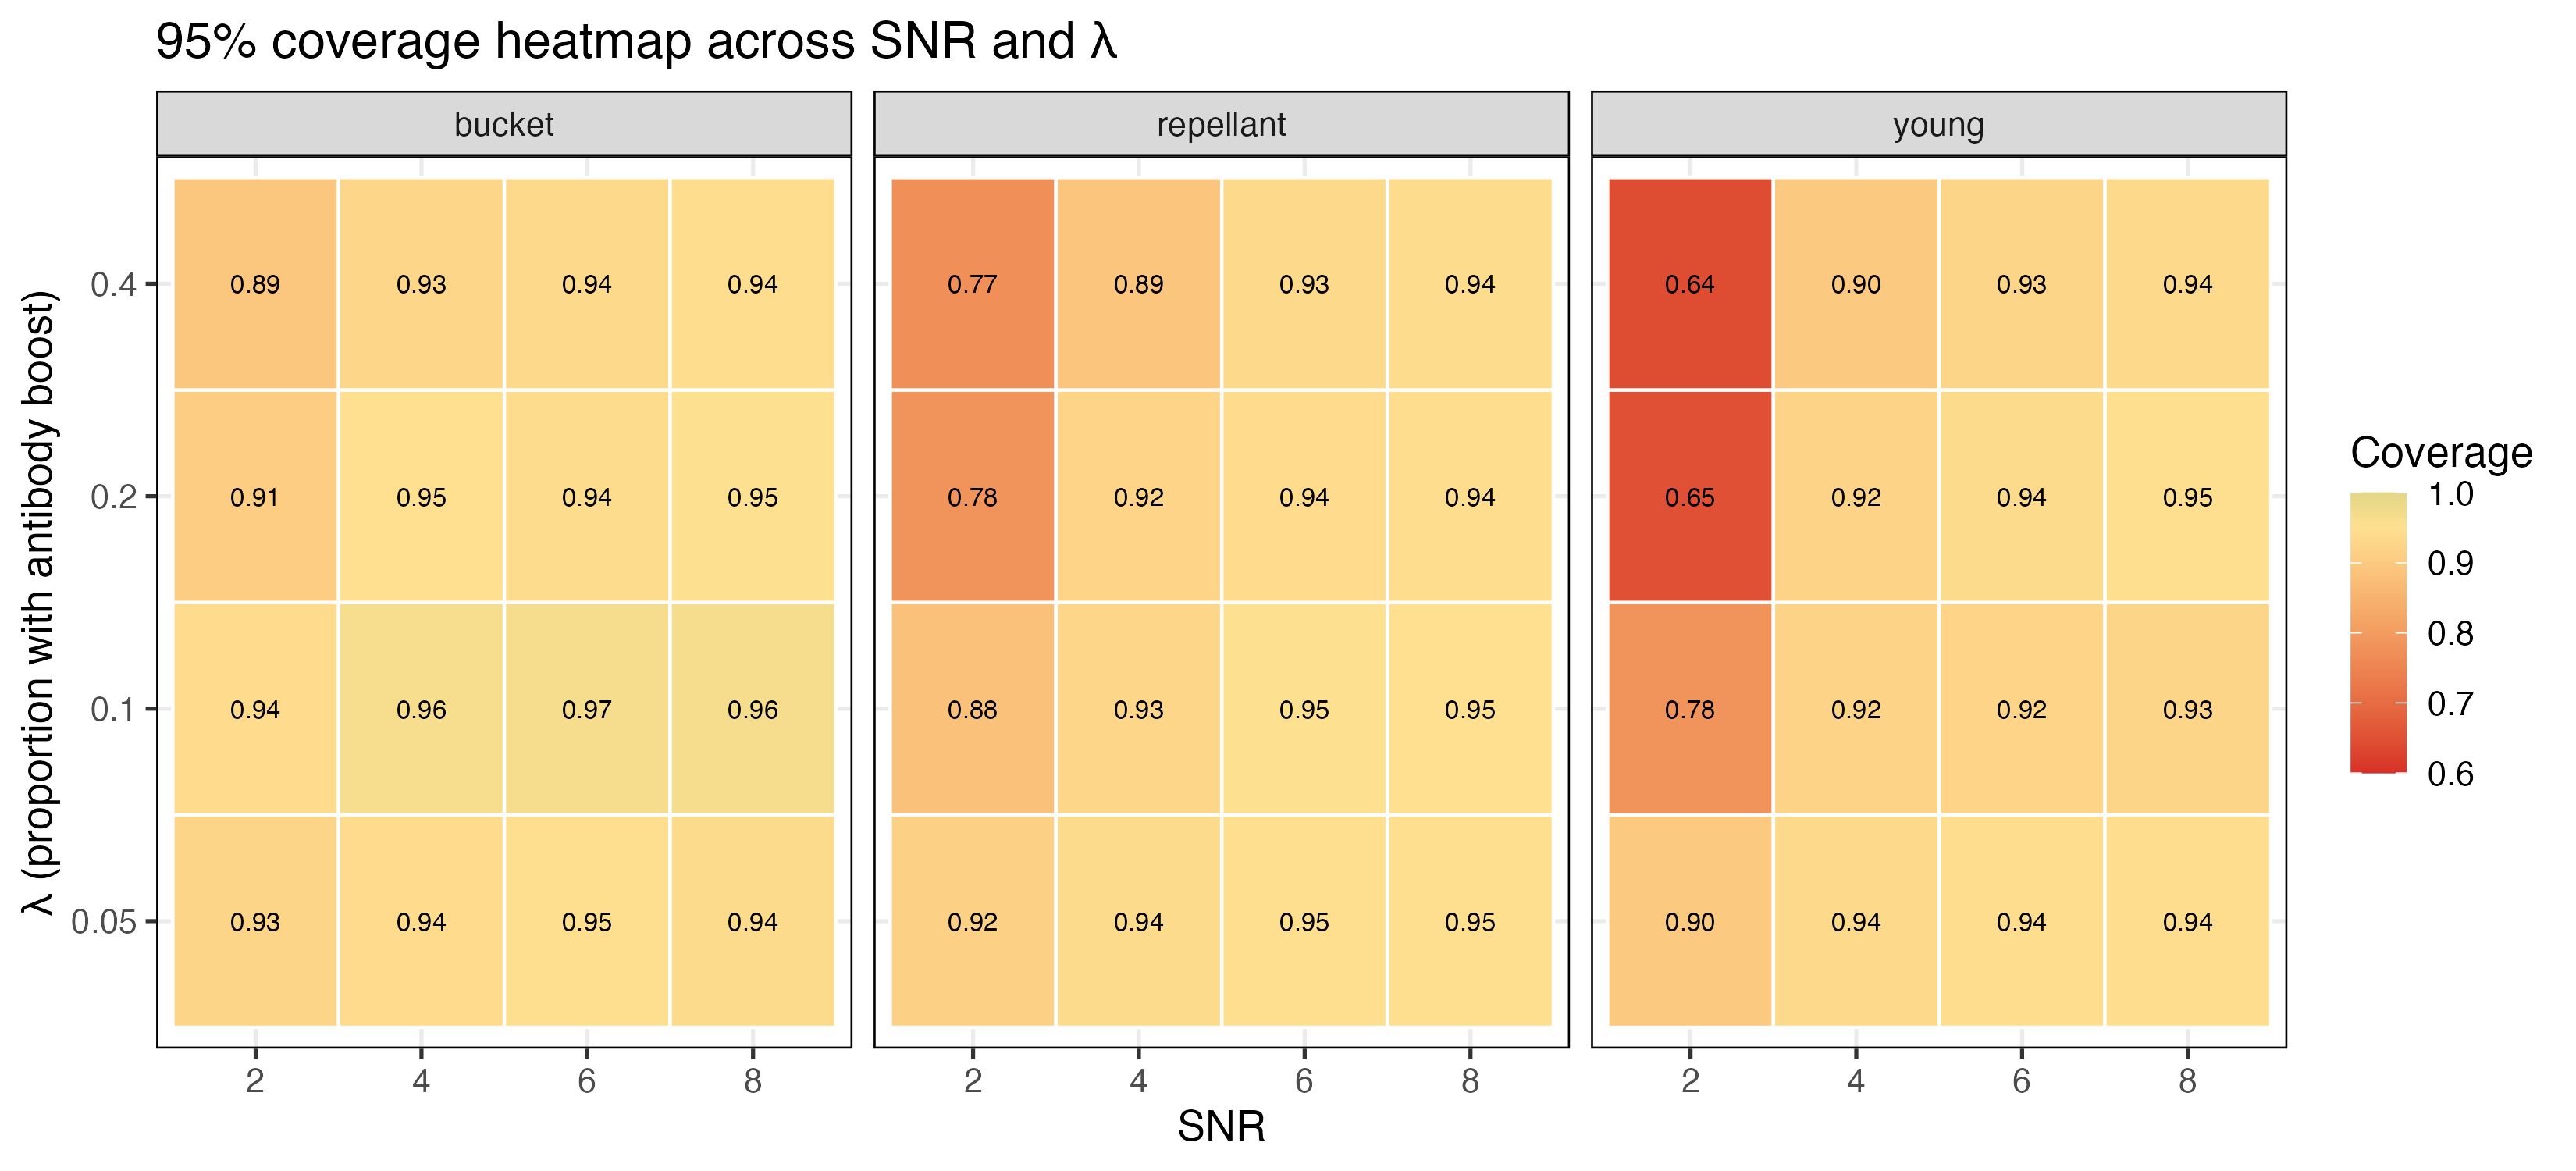 95% coverage heatmap across SNR and λ
bucket repellant young
λ (proportion with antibody boost)
0.4 0.89 0.93 0.94 0.94 0.77 0.89 0.93 0.94 0.64 0.90 0.93 0.94
0.2 0.91 0.95 0.94 0.95 0.78 0.92 0.94 0.94 0.65 0.92 0.94 0.95
0.1 0.94 0.96 0.97 0.96 0.88 0.93 0.95 0.95 0.78 0.92 0.92 0.93
0.05 0.93 0.94 0.95 0.94 0.92 0.94 0.95 0.95 0.90 0.94 0.94 0.94
2 4 6 8 2 4 6 8 2 4 6 8
SNR
Coverage
1.0
0.9
0.8
0.7
0.6